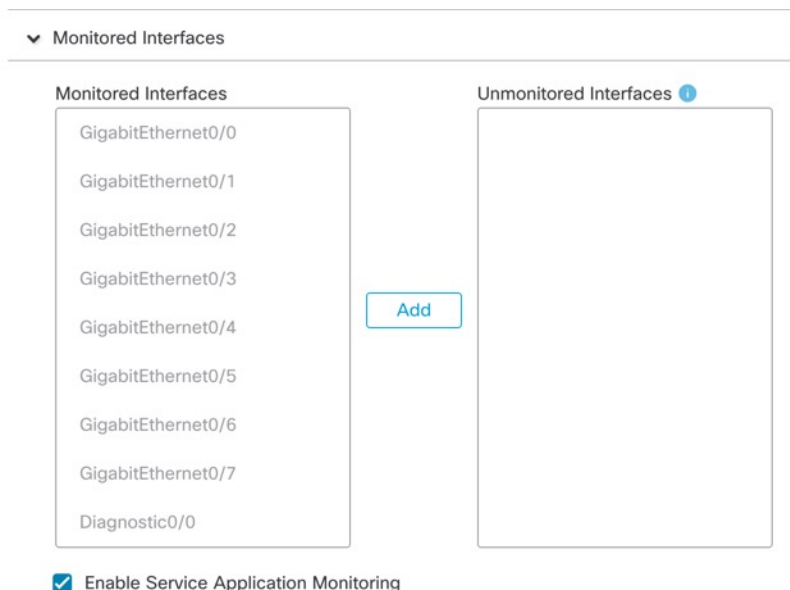 Monitored Interfaces
Monitored Interfaces
Unmonitored Interfaces
GigabitEthernet0/0
GigabitEthernet0/1
GigabitEthernet0/2
GigabitEthernet0/3
GigabitEthernet0/4
GigabitEthernet0/5
GigabitEthernet0/6
GigabitEthernet0/7
Diagnostic0/0
Add
Enable Service Application Monitoring